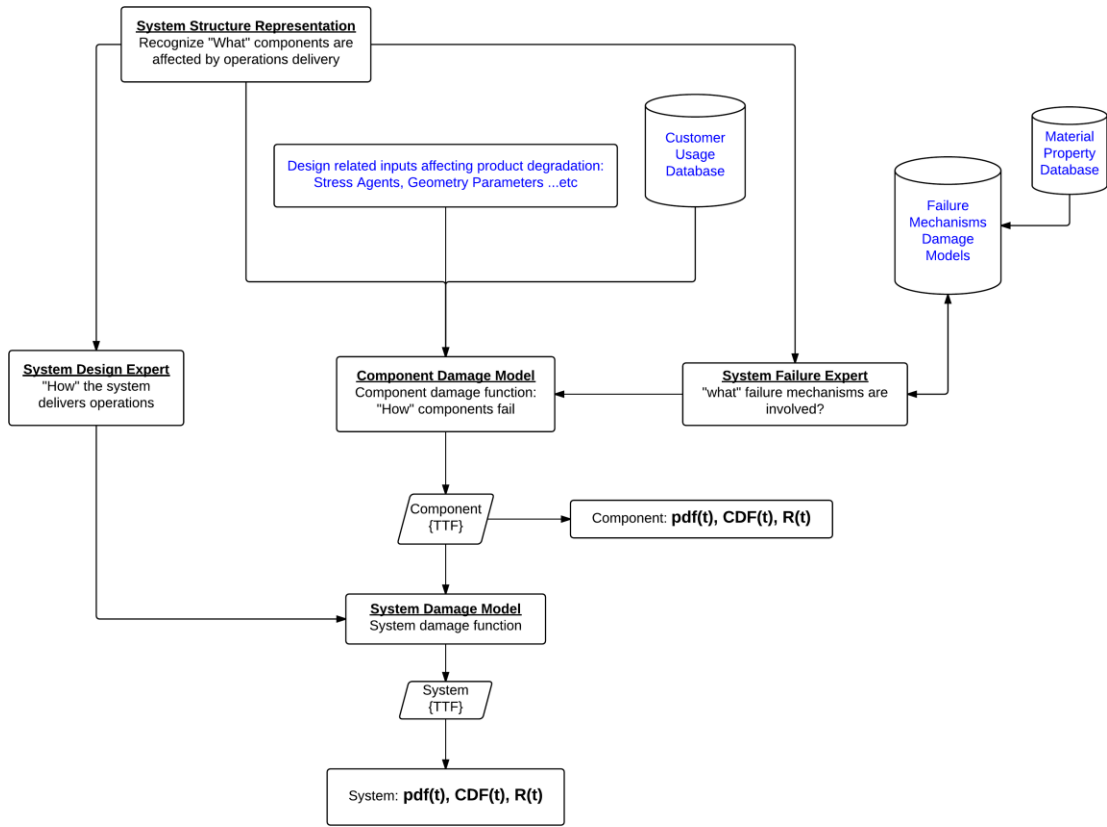 System Structure Representation
Recognize "What" components are
affected by operations delivery
Customer
Usage
Database
Material
Property
Database
Design related inputs affecting product degradation:
Stress Agents, Geometry Parameters ...etc
Failure
Mechanisms
Damage
Models
System Design Expert
"How" the system
delivers operations
Component Damage Model
Component damage function:
"How" components fail
System Failure Expert
"what" failure mechanisms are
involved?
Component
{TTF}
Component: pdf(t), CDF(t), R(t)
System Damage Model
System damage function
System
{TTF}
System: pdf(t), CDF(t), R(t)